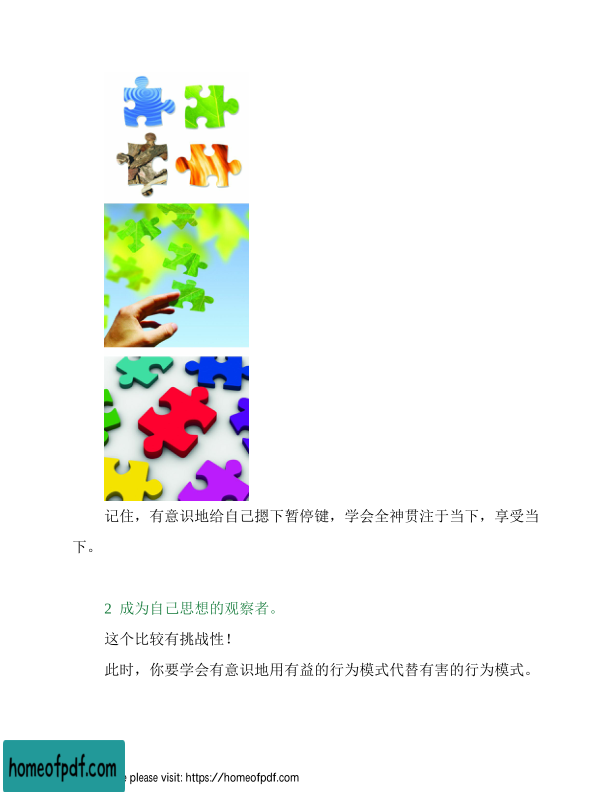 记住，有意识地给自己摁下暂停键，学会全神贯注于当下，享受当
下。
2 成为自己思想的观察者。
这个比较有挑战性！
此时，你要学会有意识地用有益的行为模式代替有害的行为模式。
homeofpdf.com
e please visit: https://homeofpdf.com